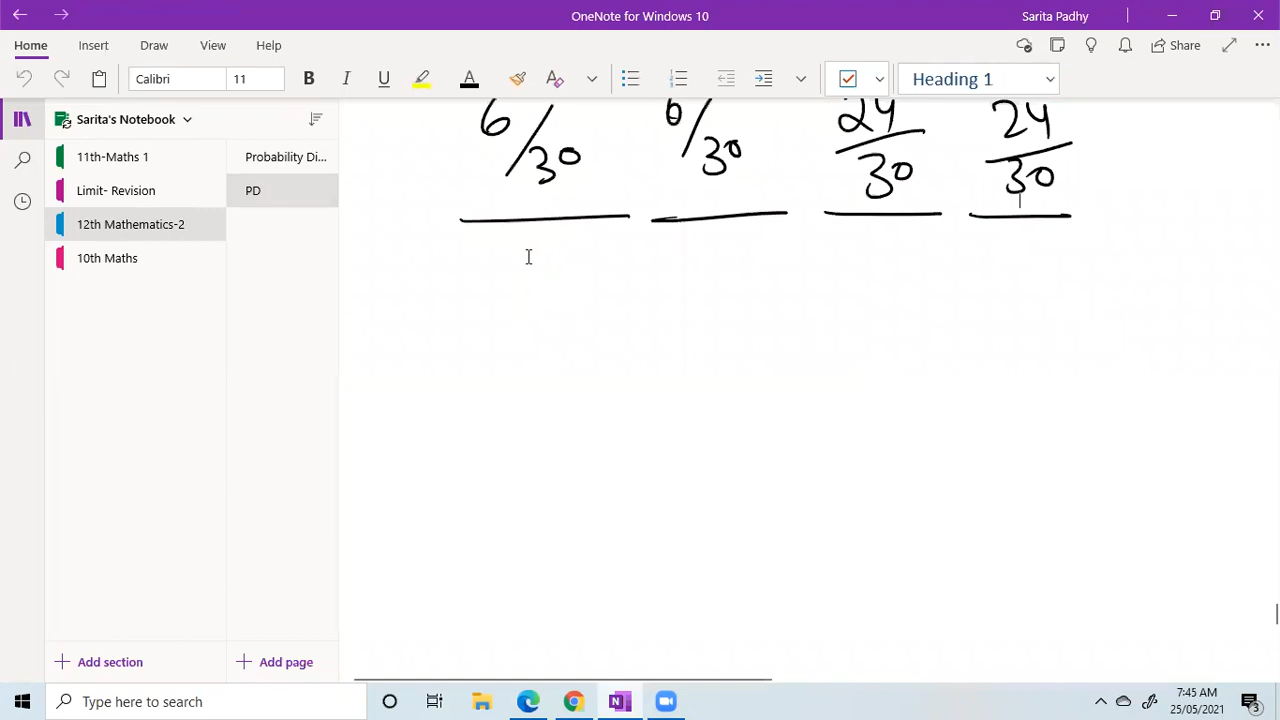 OneNote for Windows 10
Sarita Padhy
Home Insert Draw View Help
Share
Calibri 11 B I U A Heading 1
Sarita's Notebook
11th-Maths 1
Limit- Revision
12th Mathematics-2
10th Maths
Probability Di...
PD
6/30 6/30 24/30 24/30
Add section
Add page
Type here to search
7:45 AM
25/05/2021
3